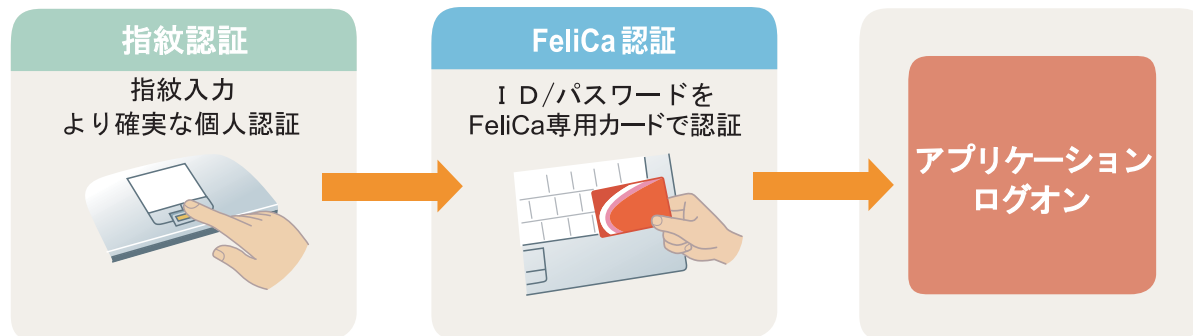 指紋認証
指紋入力
より確実な個人認証
FeliCa 認証
I D/パスワードを
FeliCa専用カードで認証
アプリケーション
ログオン